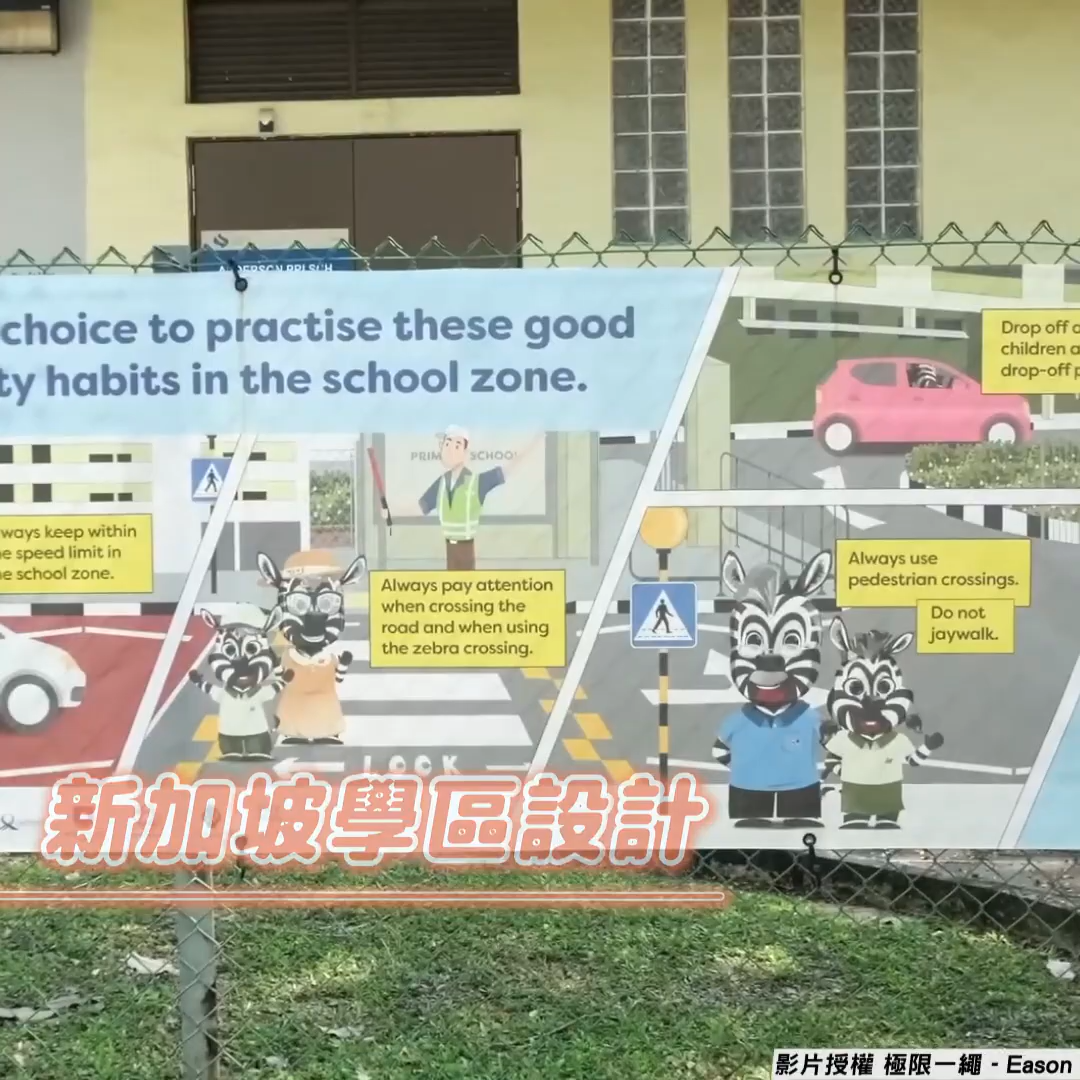 choice to practise these good
ty habits in the school zone.
Drop off
children
drop-off
PRIM SCHOOL
ways keep within
e speed limit in
e school zone.
Always pay attention
when crossing the
road and when using
the zebra crossing.
Always use
pedestrian crossings.
Do not
jaywalk.
LOOK
&
新加坡學區設計
影片授權 極限一繩 - Eason